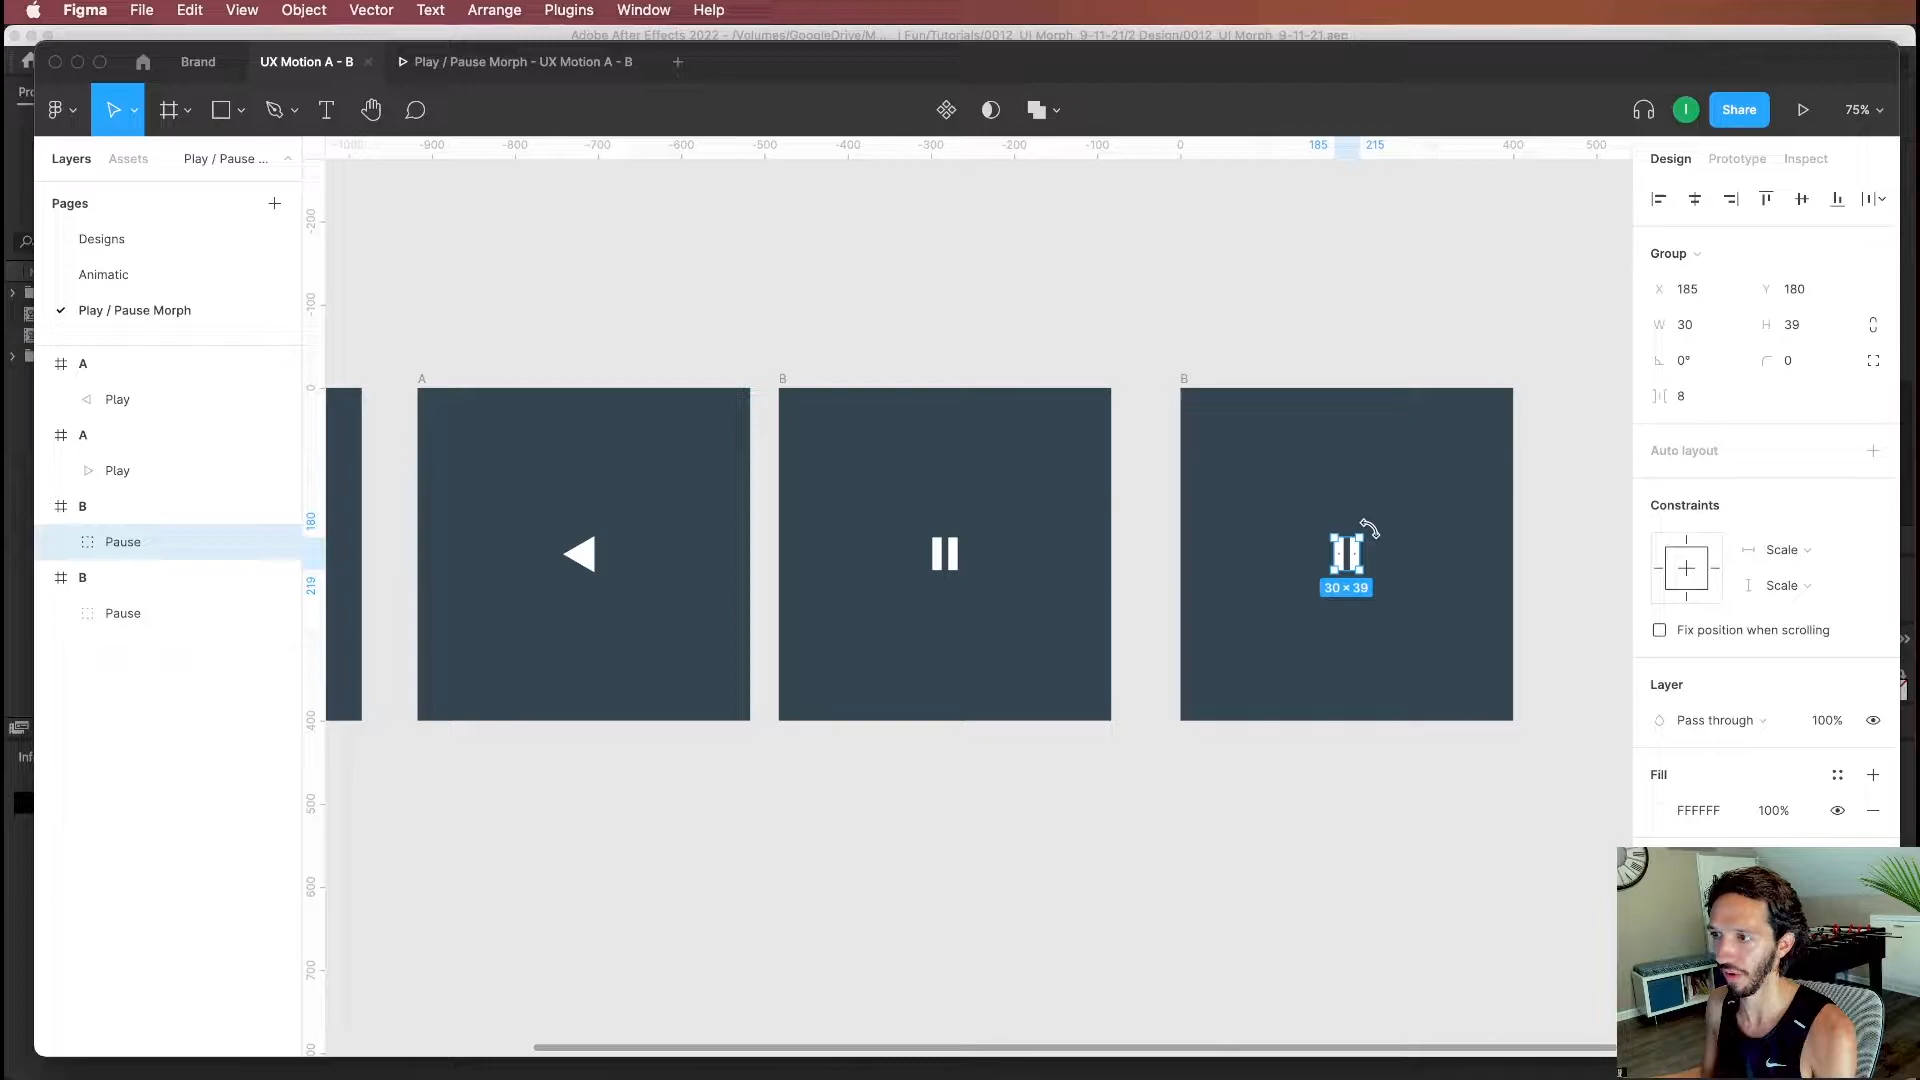 Figma File Edit View Object Vector Text Arrange Plugins Window Help
Adobe After Effects 2022 - /Volumes/GoogleDrive/M... | Fun/Tutorials/0012_UI Morph_9-11-21/2 Design/0012_UI Morph_9-11-21.aep
Brand UX Motion A - B Play / Pause Morph - UX Motion A - B
Share 75%
Layers Assets Play / Pause ...
Pages
Designs
Animatic
Play / Pause Morph
A
Play
A
Play
B
Pause
B
Pause
-1000 -900 -800 -700 -600 -500 -400 -300 -200 -100 0 185 215 400 500
-200
-100
0
180
219
400
500
600
700
A B B
30 × 39
Design Prototype Inspect
Group
X 185 Y 180
W 30 H 39
0° 0
8
Auto layout
Constraints
Scale
Scale
Fix position when scrolling
Layer
Pass through 100%
Fill
FFFFFF 100%
Inf